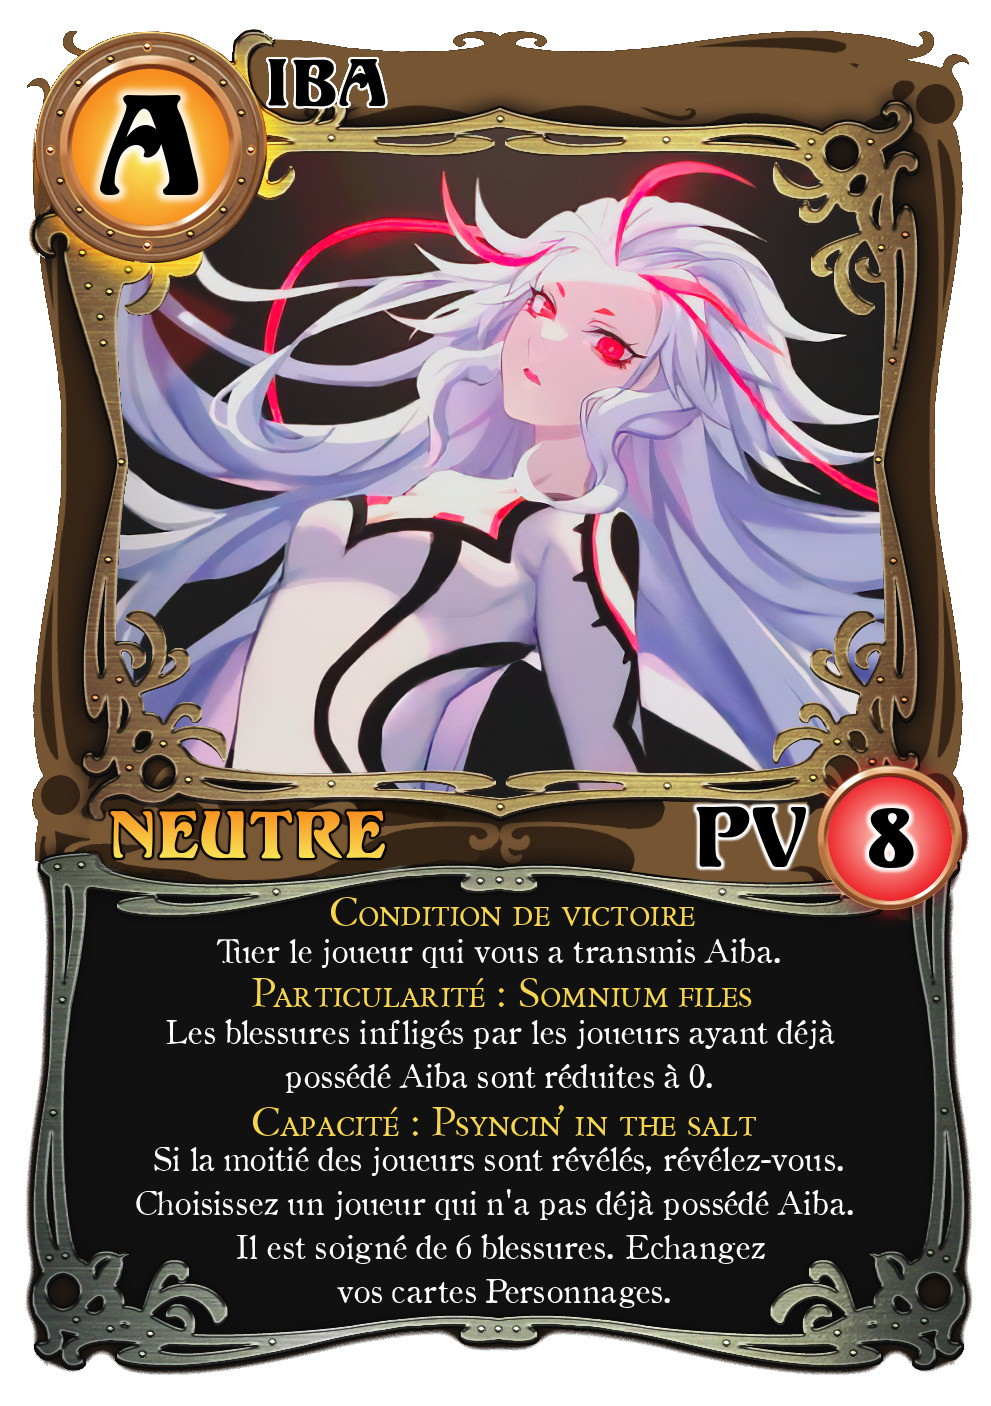 AIBA
NEUTRE
PV 8
CONDITION DE VICTOIRE
Tuer le joueur qui vous a transmis Aiba.
PARTICULARITÉ : SOMNIUM FILES
Les blessures infligés par les joueurs ayant déjà
possédé Aiba sont réduites à 0.
CAPACITÉ : PSYNCIN' IN THE SALT
Si la moitié des joueurs sont révélés, révélez-vous.
Choisissez un joueur qui n'a pas déjà possédé Aiba.
Il est soigné de 6 blessures. Echangez
vos cartes Personnages.